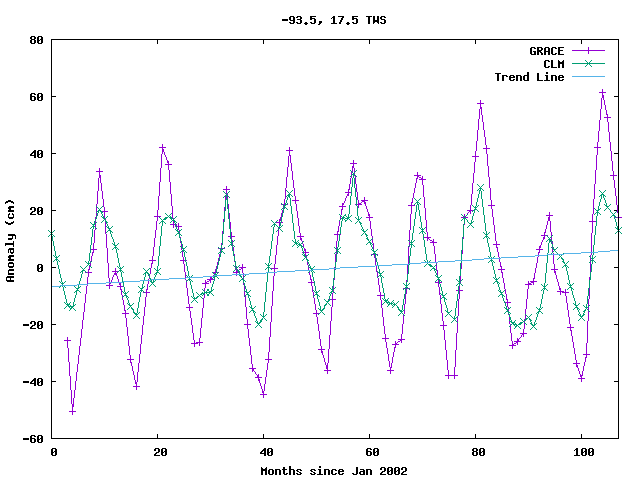 -93.5, 17.5 TWS
GRACE
CLM
Trend Line
80
60
40
20
0
-20
-40
-60
Anomaly (cm)
0 20 40 60 80 100
Months since Jan 2002